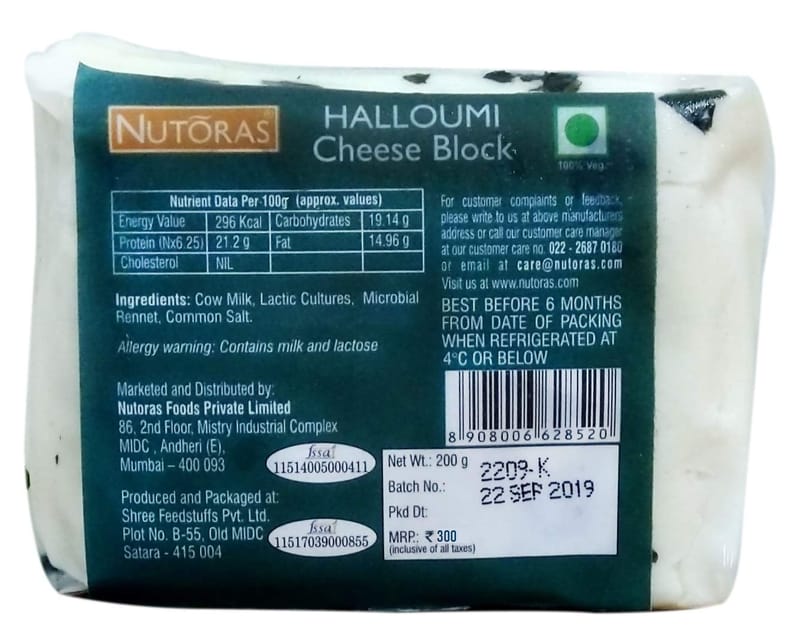 NUTŌRAS
HALLOUMI
Cheese Block
100% Veg.
Nutrient Data Per 100g (approx. values)
Energy Value 296 Kcal Carbohydrates 19.14 g
Protein (Nx6.25) 21.2 g Fat 14.96 g
Cholesterol NIL
Ingredients: Cow Milk, Lactic Cultures, Microbial
Rennet, Common Salt.
Allergy warning: Contains milk and lactose
Marketed and Distributed by:
Nutoras Foods Private Limited
86, 2nd Floor, Mistry Industrial Complex
MIDC , Andheri (E),
Mumbai – 400 093
fssai
11514005000411
Produced and Packaged at:
Shree Feedstuffs Pvt. Ltd.
Plot No. B-55, Old MIDC
Satara - 415 004
fssai
11517039000855
For customer complaints or feedback,
please write to us at above manufacturers
address or call our customer care manager
at our customer care no. 022 - 2687 0180
or email at care@nutoras.com
Visit us at www.nutoras.com
BEST BEFORE 6 MONTHS
FROM DATE OF PACKING
WHEN REFRIGERATED AT
4°C OR BELOW
8 908006 628520
Net Wt.: 200 g
2209-K
Batch No.:
22 SEP 2019
Pkd Dt:
MRP.: ₹ 300
(inclusive of all taxes)